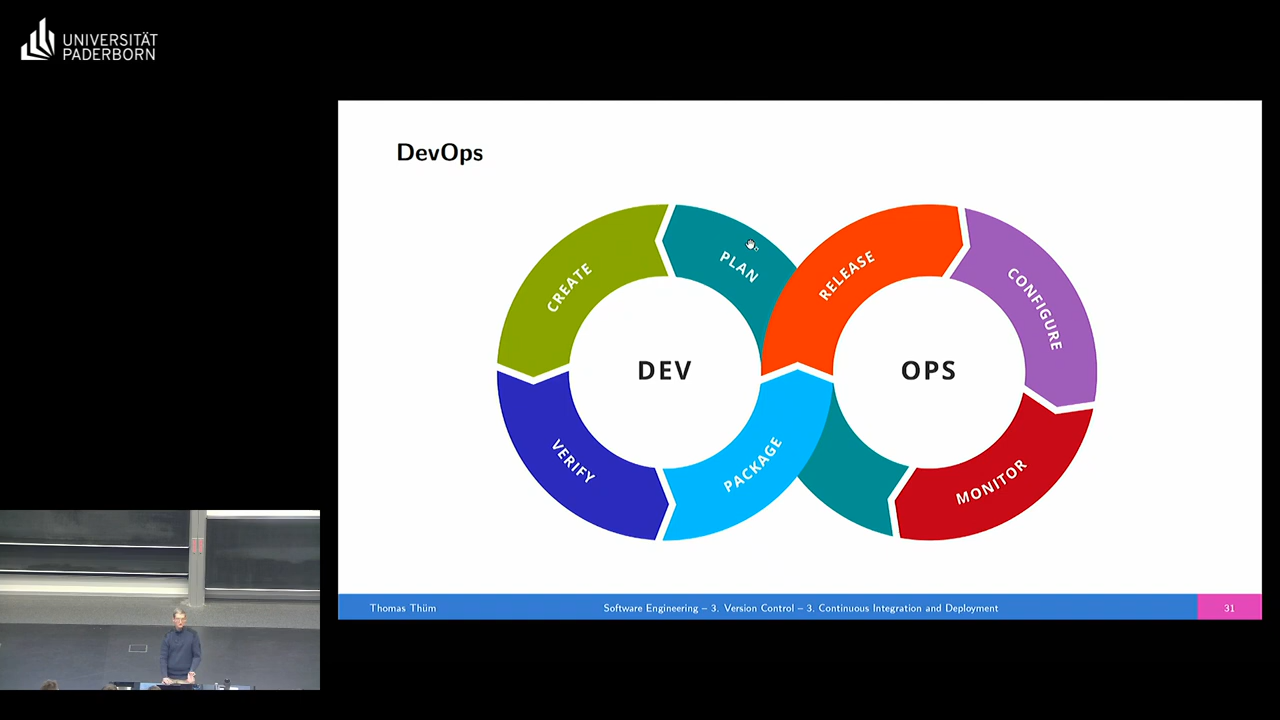 UNIVERSITÄT
PADERBORN
DevOps
CREATE
PLAN
RELEASE
CONFIGURE
DEV
OPS
VERIFY
PACKAGE
MONITOR
Thomas Thüm
Software Engineering – 3. Version Control – 3. Continuous Integration and Deployment
31